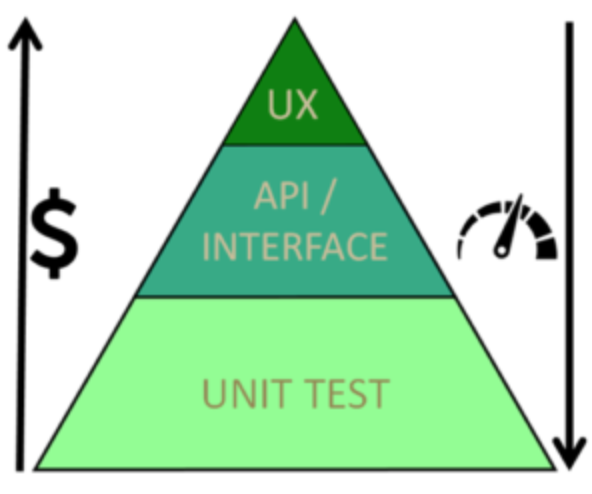 UX
$
API /
INTERFACE
UNIT TEST